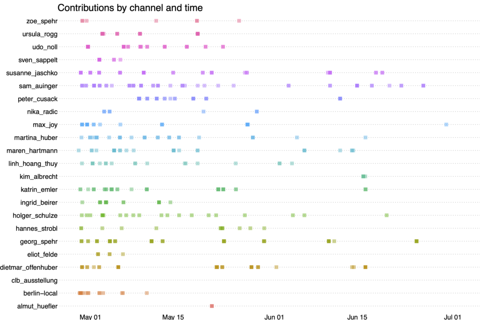 Contributions by channel and time
zoe_spehr
ursula_rogg
udo_noll
sven_sappelt
susanne_jaschko
sam_auinger
peter_cusack
nika_radic
max_joy
martina_huber
maren_hartmann
linh_hoang_thuy
kim_albrecht
katrin_emler
ingrid_beirer
holger_schulze
hannes_strobl
georg_spehr
eliot_felde
dietmar_offenhuber
clb_ausstellung
berlin-local
almut_huefler
May 01 May 15 Jun 01 Jun 15 Jul 01